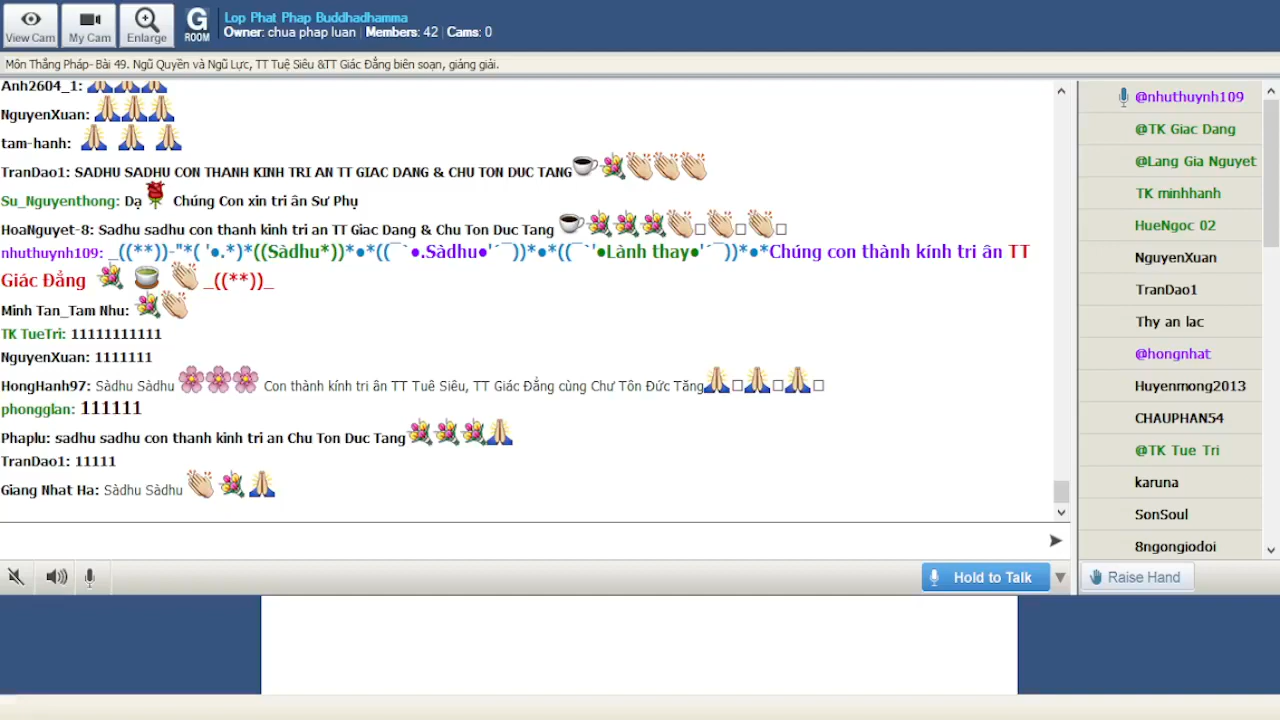 View Cam
My Cam
Enlarge
G
ROOM
Lop Phat Phap Buddhadhamma
Owner: chua phap luan | Members: 42 | Cams: 0
Môn Thắng Pháp- Bài 49. Ngũ Quyền và Ngũ Lực, TT Tuệ Siêu &TT Giác Đẳng biên soạn, giảng giải.
Anh2604_1: 🙏🙏🙏
NguyenXuan: 🙏🙏🙏
tam-hanh: 🙏 🙏 🙏
TranDao1: SADHU SADHU CON THANH KINH TRI AN TT GIAC DANG & CHU TON DUC TANG☕💐👏👏👏
Su_Nguyenthong: Dạ 🌹 Chúng Con xin tri ân Sư Phụ
HoaNguyet-8: Sadhu sadhu con thanh kinh tri an TT Giac Dang & Chu Ton Duc Tang ☕💐💐💐👏□👏□👏□
nhuthuynh109: _((**))-"*( '●.*)*((Sàdhu*))*●*((¯`●.Sàdhu●'´¯))*●*((¯`'●Lành thay●'´¯))*●*Chúng con thành kính tri ân TT
Giác Đẳng 💐 🍵 👏 _((**))_
Minh Tan_Tam Nhu: 💐👏
TK TueTri: 11111111111
NguyenXuan: 1111111
HongHanh97: Sàdhu Sàdhu 🌸🌸🌸 Con thành kính tri ân TT Tuê Siêu, TT Giác Đẳng cùng Chư Tôn Đức Tăng🙏□🙏□🙏□
phongglan: 111111
Phaplu: sadhu sadhu con thanh kinh tri an Chu Ton Duc Tang💐💐💐🙏
TranDao1: 11111
Giang Nhat Ha: Sàdhu Sàdhu 👏 💐 🙏
Hold to Talk
@nhuthuynh109
@TK Giac Dang
@Lang Gia Nguyet
TK minhhanh
HueNgoc 02
NguyenXuan
TranDao1
Thy an lac
@hongnhat
Huyenmong2013
CHAUPHAN54
@TK Tue Tri
karuna
SonSoul
8ngongiodoi
Raise Hand